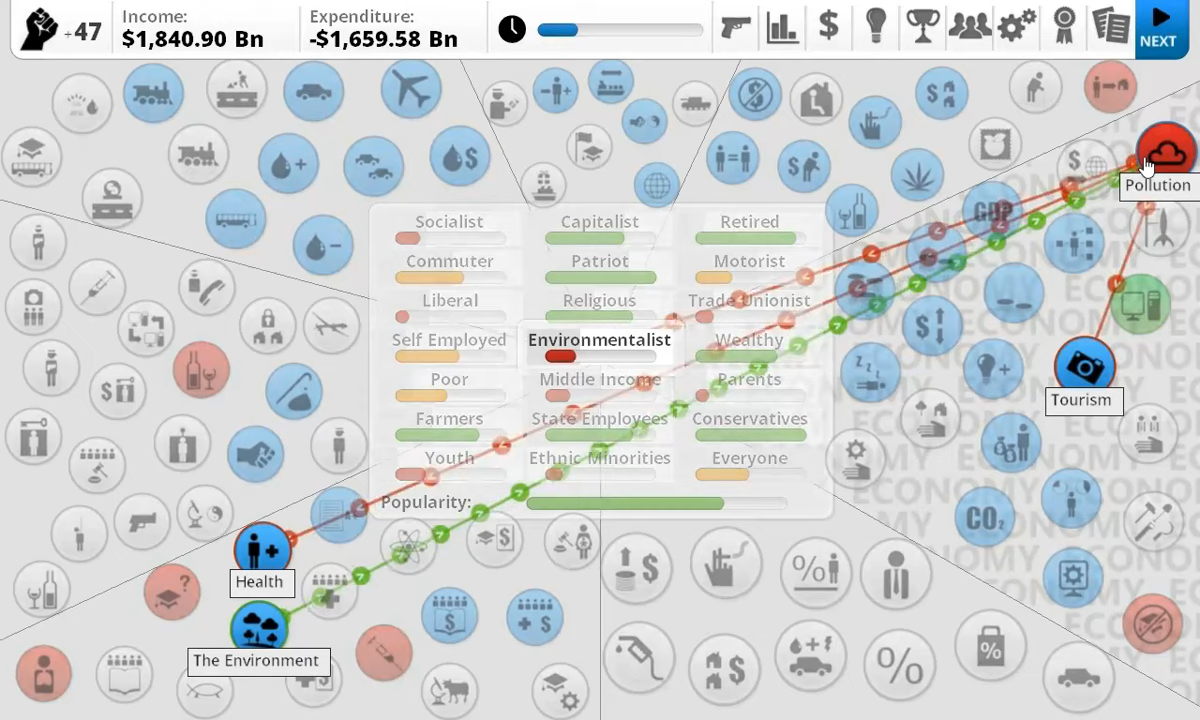 +47
Income:
$1,840.90 Bn
Expenditure:
-$1,659.58 Bn
$
NEXT
Socialist Capitalist Retired
Commuter Patriot Motorist
Liberal Religious Trade Unionist
Self Employed Environmentalist Wealthy
Poor Middle Income Parents
Farmers State Employees Conservatives
Youth Ethnic Minorities Everyone
Popularity:
Pollution
GDP
Tourism
CO₂
Health
The Environment
ECONOMY